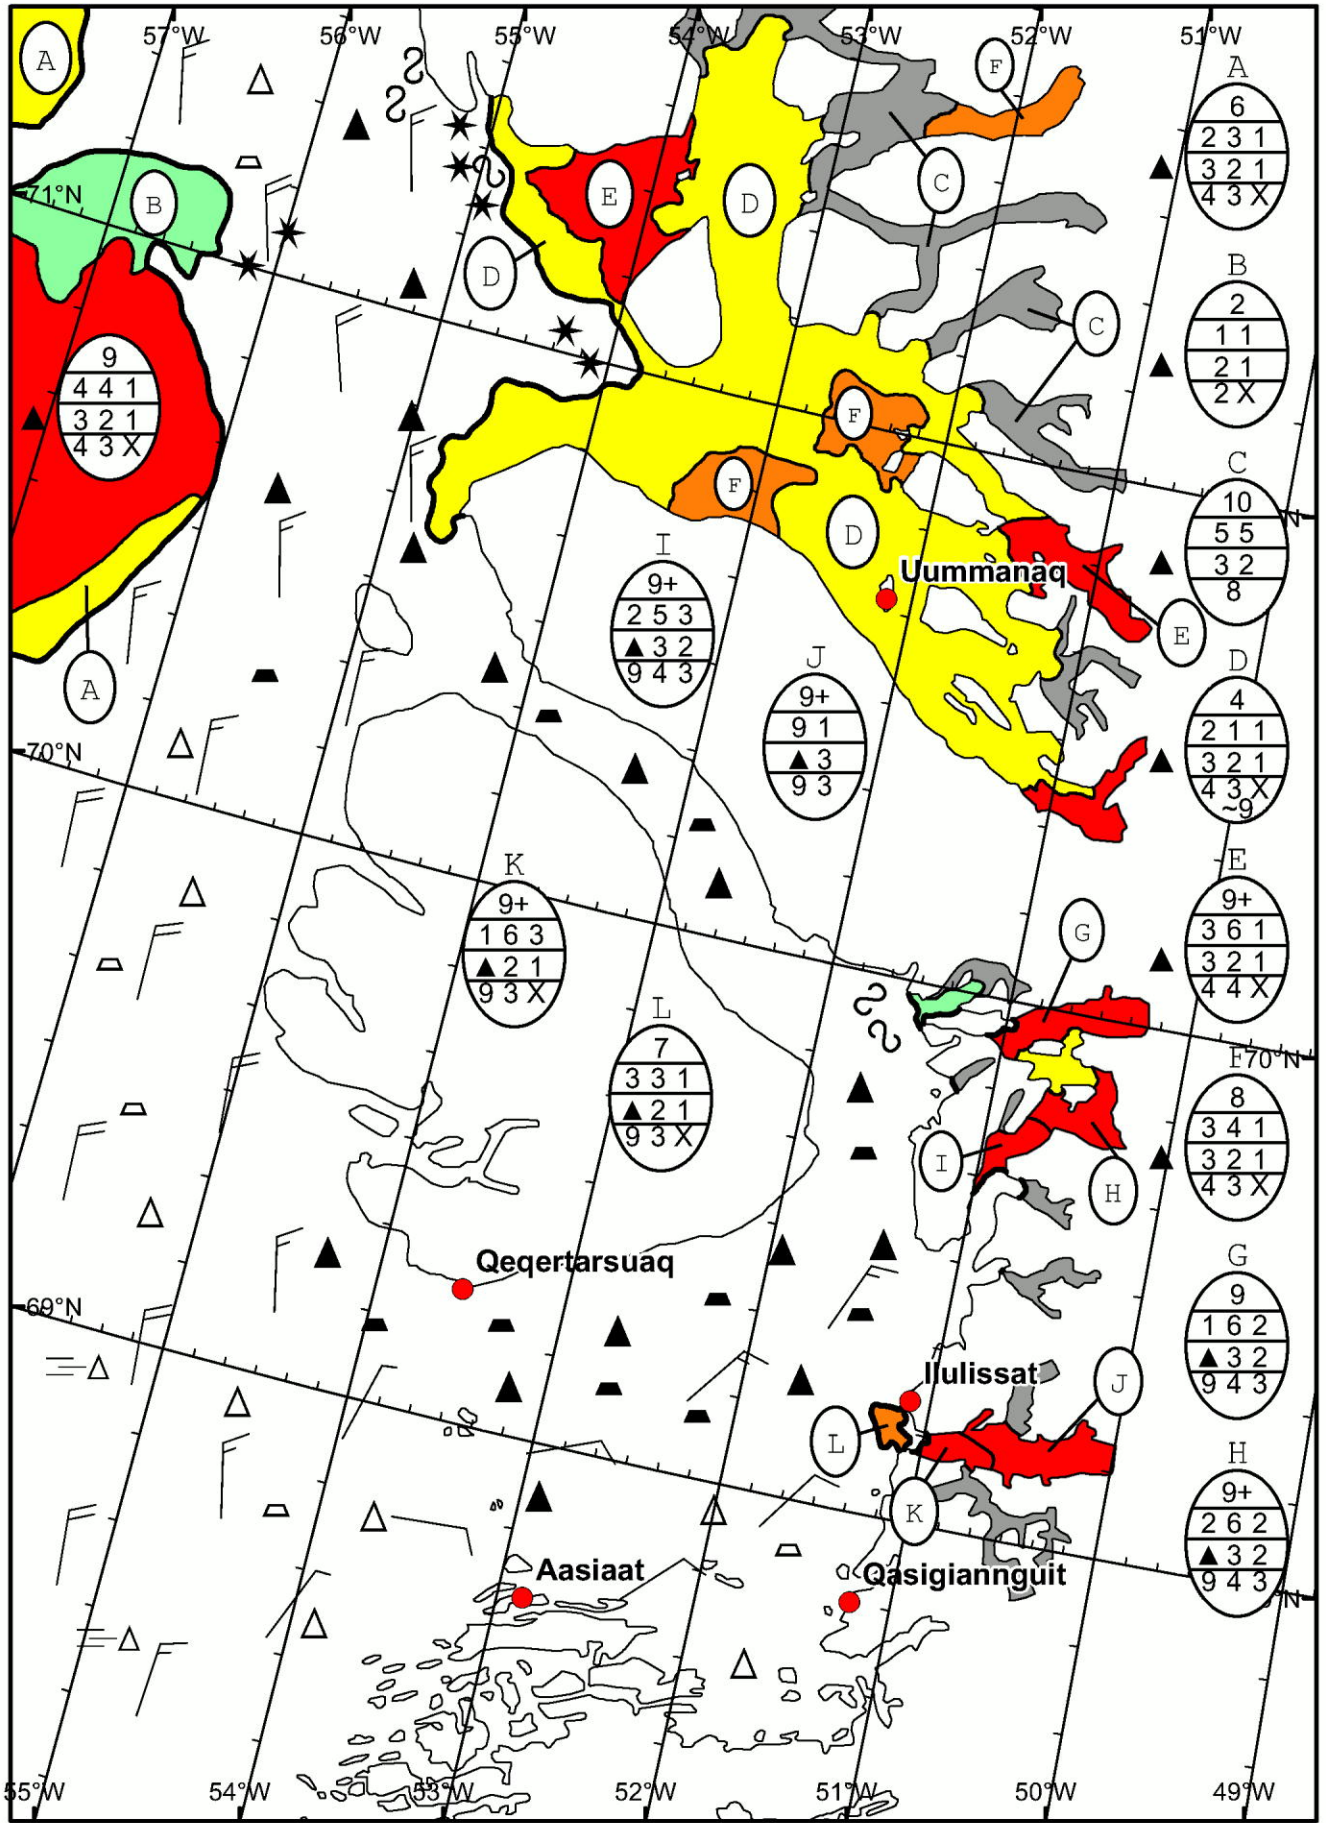 57°W 56°W 55°W 54°W 53°W 52°W 51°W
A
F
A
6
2 3 1
3 2 1
4 3 X
C
71°N
B
E
D
D
B
2
1 1
2 1
2 X
C
9
4 4 1
3 2 1
4 3 X
F
C
10
5 5
3 2
8
F
D
N
I
9+
2 5 3
3 2
9 4 3
Uummanaq
E
A
J
9+
9 1
3
9 3
D
4
2 1 1
3 2 1
4 3 X
~9
70°N
K
9+
1 6 3
2 1
9 3 X
E
9+
3 6 1
3 2 1
4 4 X
G
L
7
3 3 1
2 1
9 3 X
F
70°N
8
3 4 1
3 2 1
4 3 X
I
H
Qeqertarsuaq
G
9
1 6 2
3 2
9 4 3
69°N
Ilulissat
J
L
K
H
9+
2 6 2
3 2
9 4 3
Aasiaat
Qasigiannguit
°N
55°W 54°W 53°W 52°W 51°W 50°W 49°W